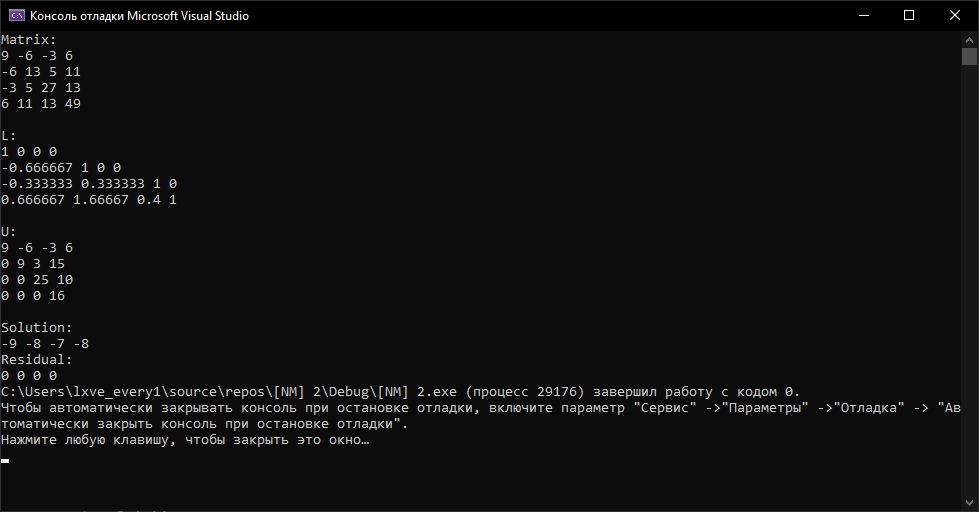 Консоль отладки Microsoft Visual Studio
Matrix:
9 -6 -3 6
-6 13 5 11
-3 5 27 13
6 11 13 49
L:
1 0 0 0
-0.666667 1 0 0
-0.333333 0.333333 1 0
0.666667 1.66667 0.4 1
U:
9 -6 -3 6
0 9 3 15
0 0 25 10
0 0 0 16
Solution:
-9 -8 -7 -8
Residual:
0 0 0 0
C:\Users\lxve_every1\source\repos\[NM] 2\Debug\[NM] 2.exe (процесс 29176) завершил работу с кодом 0.
Чтобы автоматически закрывать консоль при остановке отладки, включите параметр "Сервис" ->"Параметры" ->"Отладка" -> "Ав
томатически закрыть консоль при остановке отладки".
Нажмите любую клавишу, чтобы закрыть это окно…